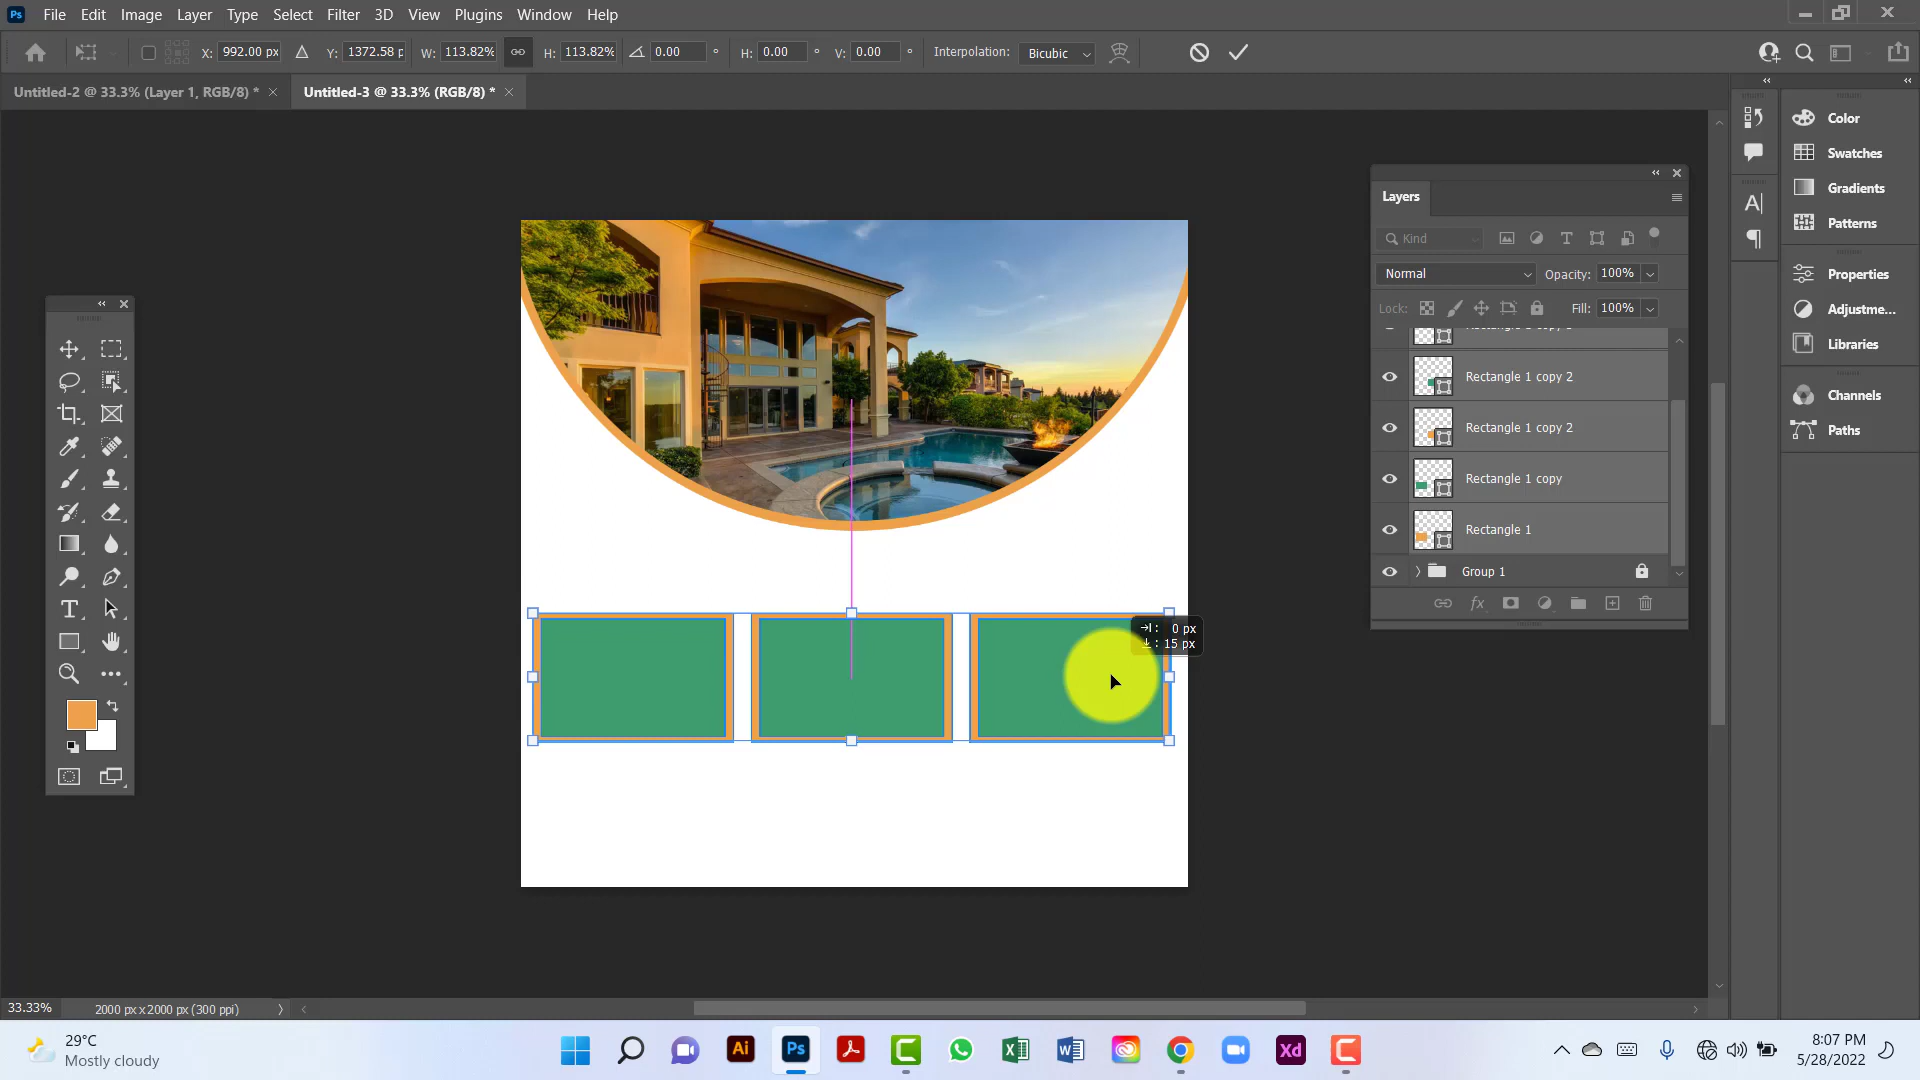 Ps File Edit Image Layer Type Select Filter 3D View Plugins Window Help
X: 992.00 px Y: 1372.58 p W: 113.82% H: 113.82% 0.00 ° H: 0.00 ° V: 0.00 ° Interpolation: Bicubic
Untitled-2 @ 33.3% (Layer 1, RGB/8) * Untitled-3 @ 33.3% (RGB/8) *
Color
Swatches
Gradients
Patterns
Properties
Adjustme...
Libraries
Channels
Paths
Layers
Kind
Normal Opacity: 100%
Lock: Fill: 100%
Rectangle 1 copy 2
Rectangle 1 copy 2
Rectangle 1 copy
Rectangle 1
Group 1
: 0 px
: 15 px
33.33% 2000 px x 2000 px (300 ppi)
29°C
Mostly cloudy
Ai Ps Xd
8:07 PM
5/28/2022